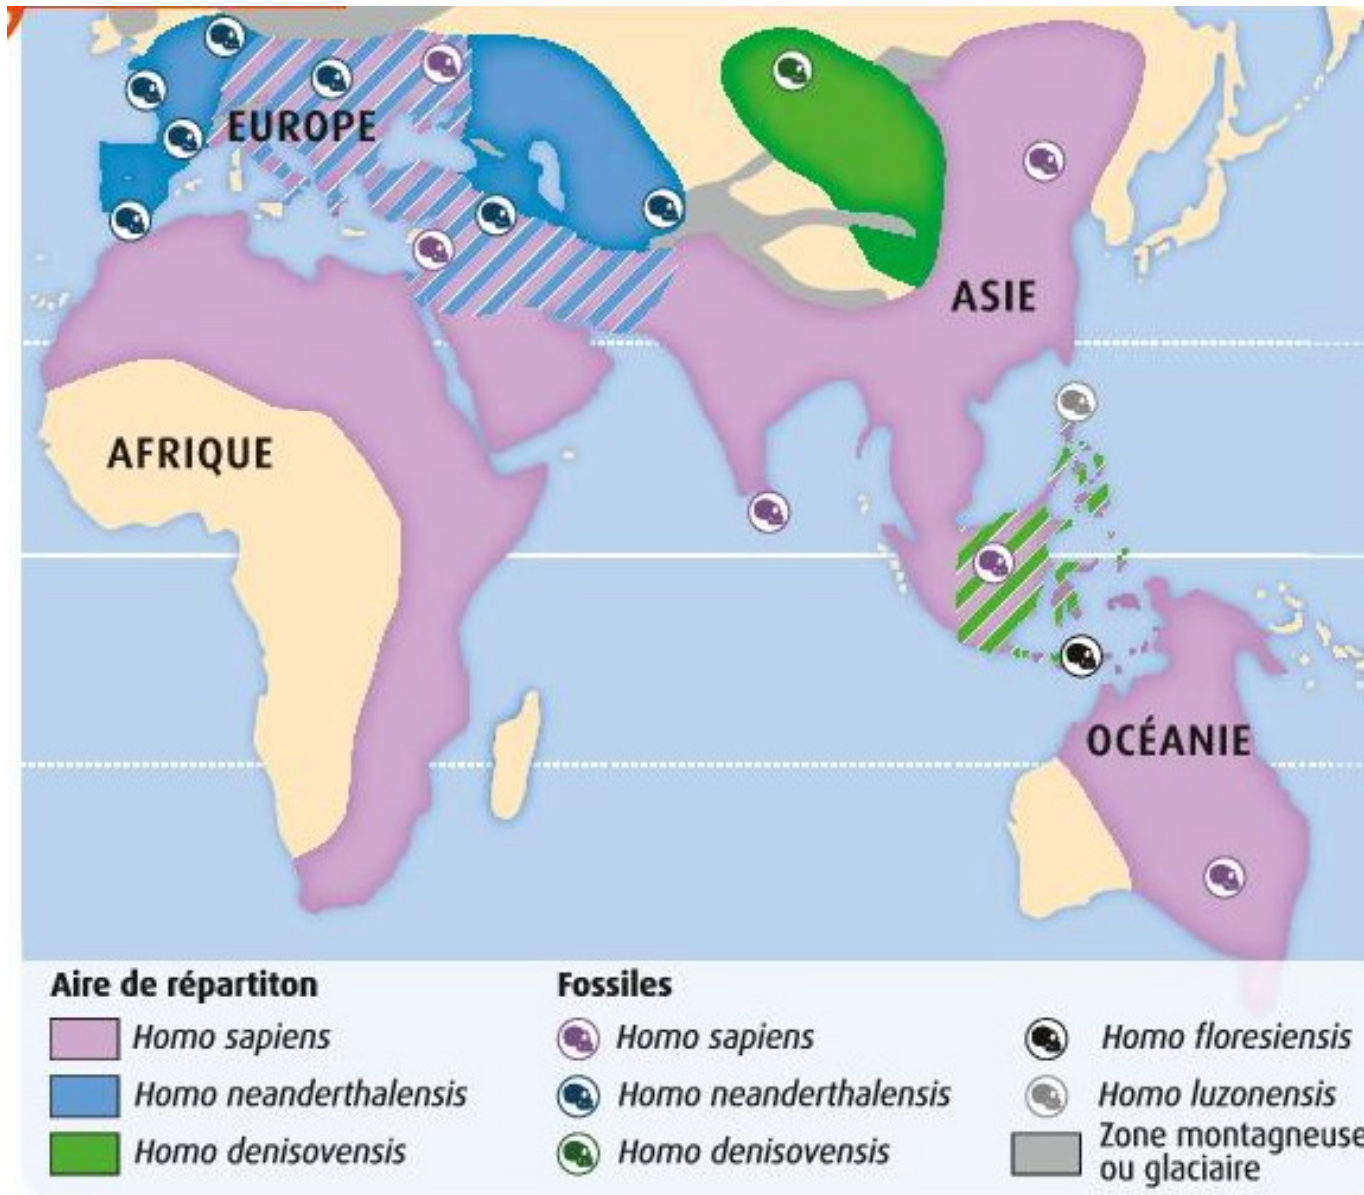 EUROPE
ASIE
AFRIQUE
OCÉANIE
Aire de répartiton
Homo sapiens
Homo neanderthalensis
Homo denisovensis
Fossiles
Homo sapiens
Homo neanderthalensis
Homo denisovensis
Homo floresiensis
Homo luzonensis
Zone montagneuse
ou glaciaire